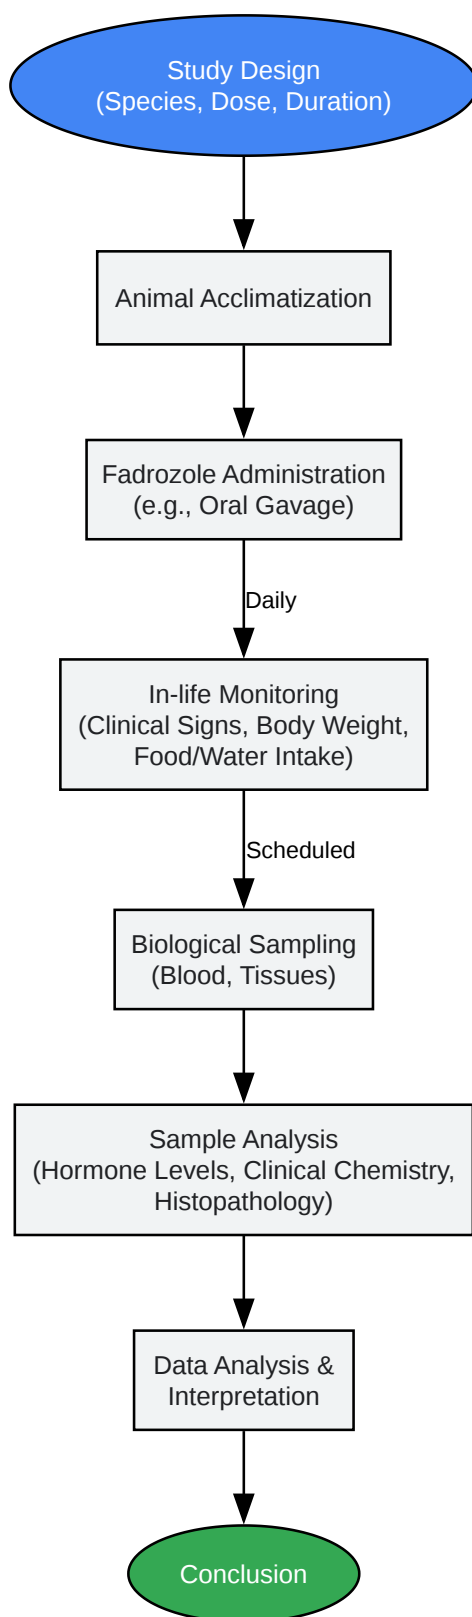 Study Design
(Species, Dose, Duration)
Animal Acclimatization
Fadrozole Administration
(e.g., Oral Gavage)
Daily
In-life Monitoring
(Clinical Signs, Body Weight,
Food/Water Intake)
Scheduled
Biological Sampling
(Blood, Tissues)
Sample Analysis
(Hormone Levels, Clinical Chemistry,
Histopathology)
Data Analysis &
Interpretation
Conclusion